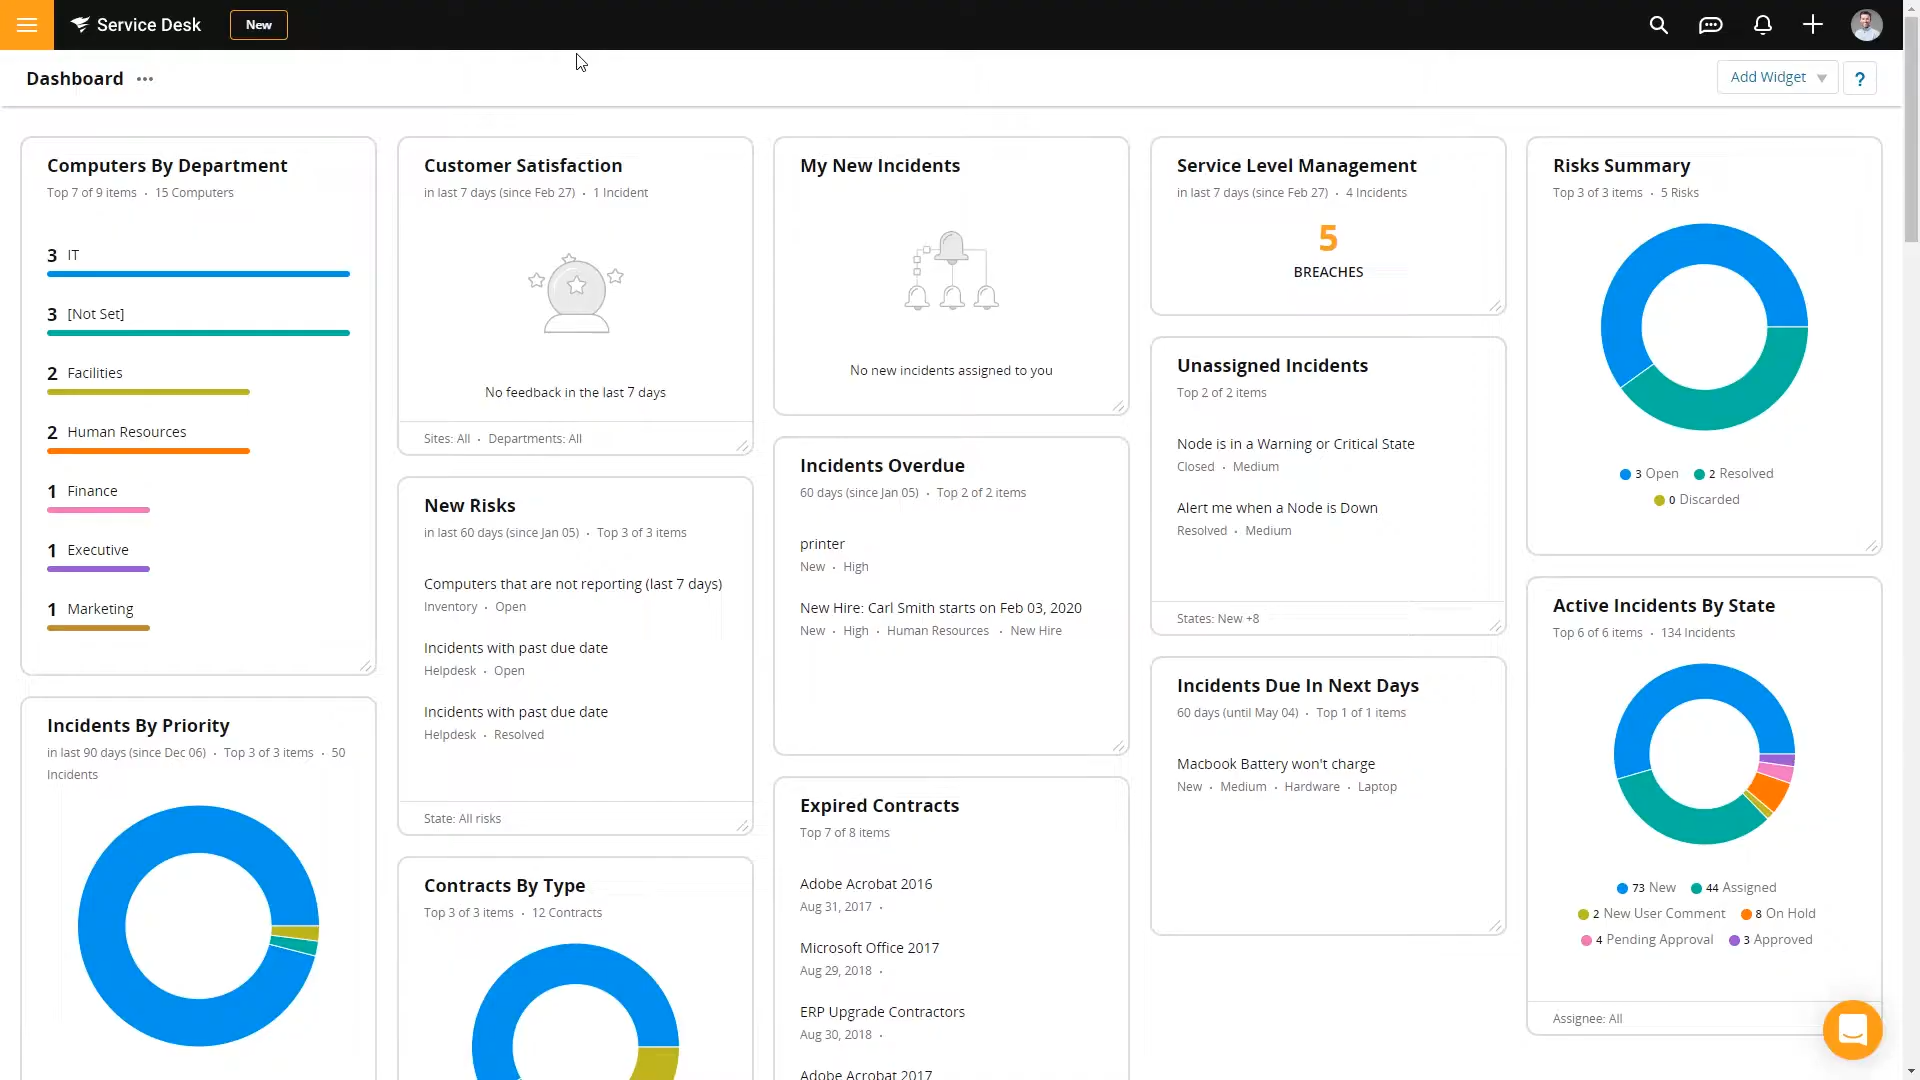 Service Desk
New
Dashboard •••
Add Widget
?
Computers By Department
Top 7 of 9 items · 15 Computers
3 IT
3 [Not Set]
2 Facilities
2 Human Resources
1 Finance
1 Executive
1 Marketing
Incidents By Priority
in last 90 days (since Dec 06) · Top 3 of 3 items · 50
Incidents
Customer Satisfaction
in last 7 days (since Feb 27) · 1 Incident
No feedback in the last 7 days
Sites: All · Departments: All
New Risks
in last 60 days (since Jan 05) · Top 3 of 3 items
Computers that are not reporting (last 7 days)
Inventory · Open
Incidents with past due date
Helpdesk · Open
Incidents with past due date
Helpdesk · Resolved
State: All risks
Contracts By Type
Top 3 of 3 items · 12 Contracts
My New Incidents
No new incidents assigned to you
Incidents Overdue
60 days (since Jan 05) · Top 2 of 2 items
printer
New · High
New Hire: Carl Smith starts on Feb 03, 2020
New · High · Human Resources · New Hire
Expired Contracts
Top 7 of 8 items
Adobe Acrobat 2016
Aug 31, 2017 ·
Microsoft Office 2017
Aug 29, 2018 ·
ERP Upgrade Contractors
Aug 30, 2018 ·
Adobe Acrobat 2017
Service Level Management
in last 7 days (since Feb 27) · 4 Incidents
5
BREACHES
Unassigned Incidents
Top 2 of 2 items
Node is in a Warning or Critical State
Closed · Medium
Alert me when a Node is Down
Resolved · Medium
States: New +8
Incidents Due In Next Days
60 days (until May 04) · Top 1 of 1 items
Macbook Battery won't charge
New · Medium · Hardware · Laptop
Risks Summary
Top 3 of 3 items · 5 Risks
3 Open 2 Resolved
0 Discarded
Active Incidents By State
Top 6 of 6 items · 134 Incidents
73 New 44 Assigned
2 New User Comment 8 On Hold
4 Pending Approval 3 Approved
Assignee: All